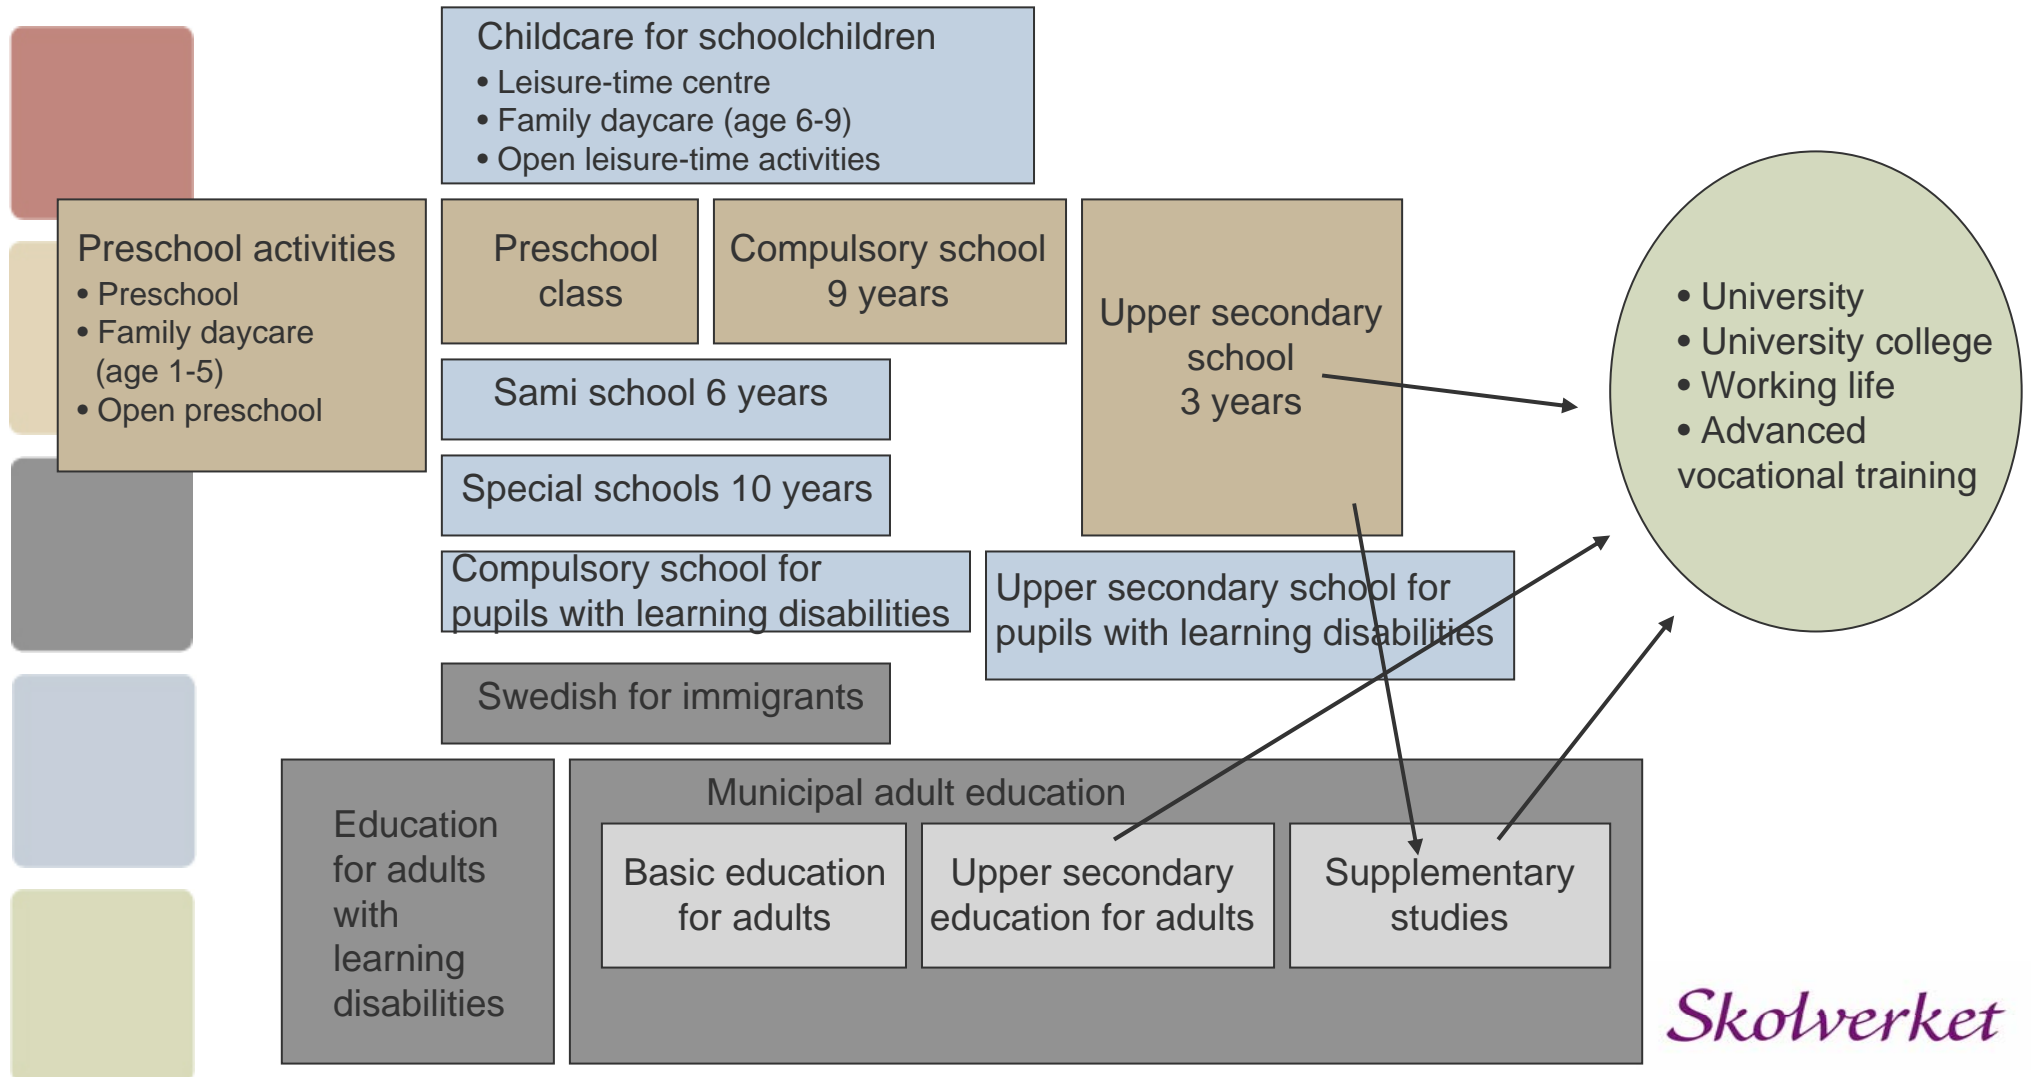 Childcare for schoolchildren
• Leisure-time centre
• Family daycare (age 6-9)
• Open leisure-time activities
Preschool activities
• Preschool
• Family daycare
(age 1-5)
• Open preschool
Preschool
class
Compulsory school
9 years
Upper secondary
school
3 years
• University
• University college
• Working life
• Advanced
vocational training
Sami school 6 years
Special schools 10 years
Compulsory school for
pupils with learning disabilities
Upper secondary school for
pupils with learning disabilities
Swedish for immigrants
Education
for adults
with
learning
disabilities
Municipal adult education
Basic education
for adults
Upper secondary
education for adults
Supplementary
studies
Skolverket